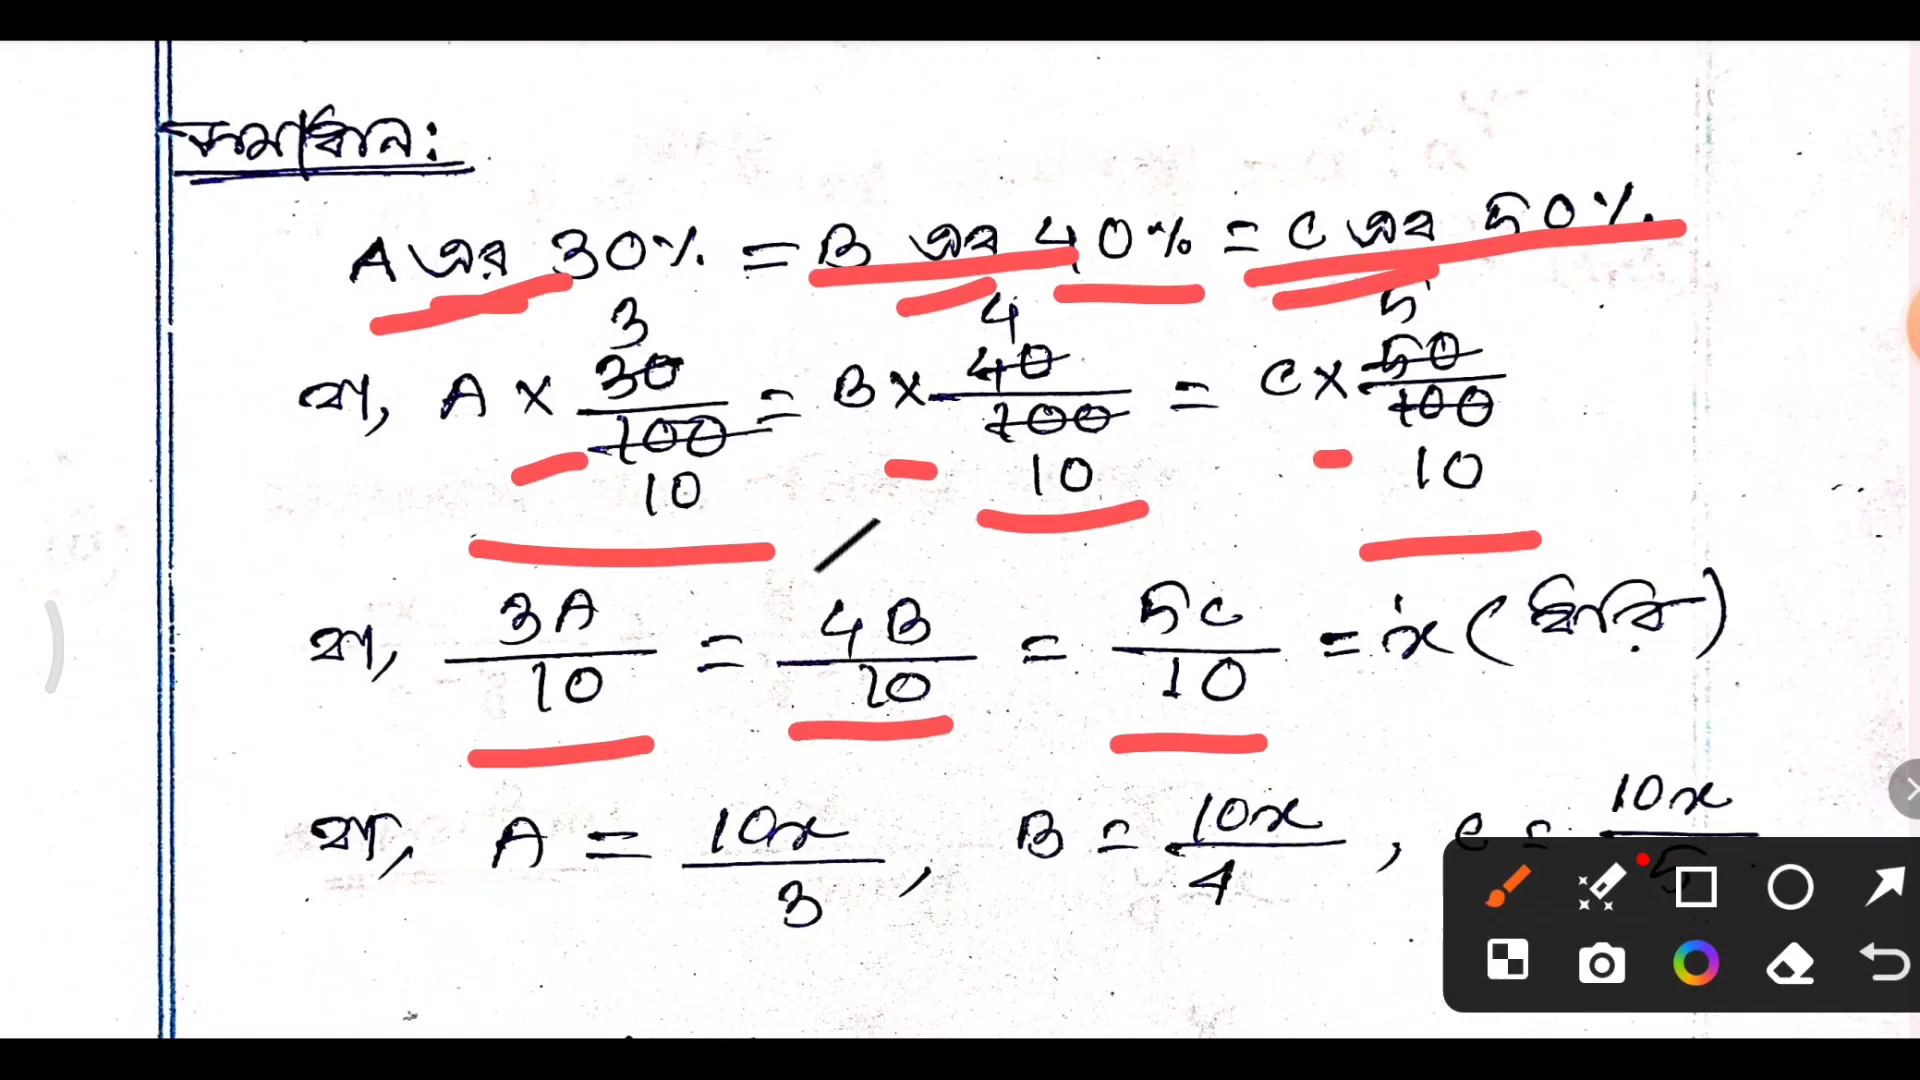 সমাধান:
A এর 30% = B এর 40% = C এর 50%
3 4 5
বা, A × 30/100 = B × 40/100 = C × 50/100
10 10 10
বা, 3A/10 = 4B/10 = 5C/10 = x (ধরি)
বা, A = 10x/3, B = 10x/4, C = 10x/5